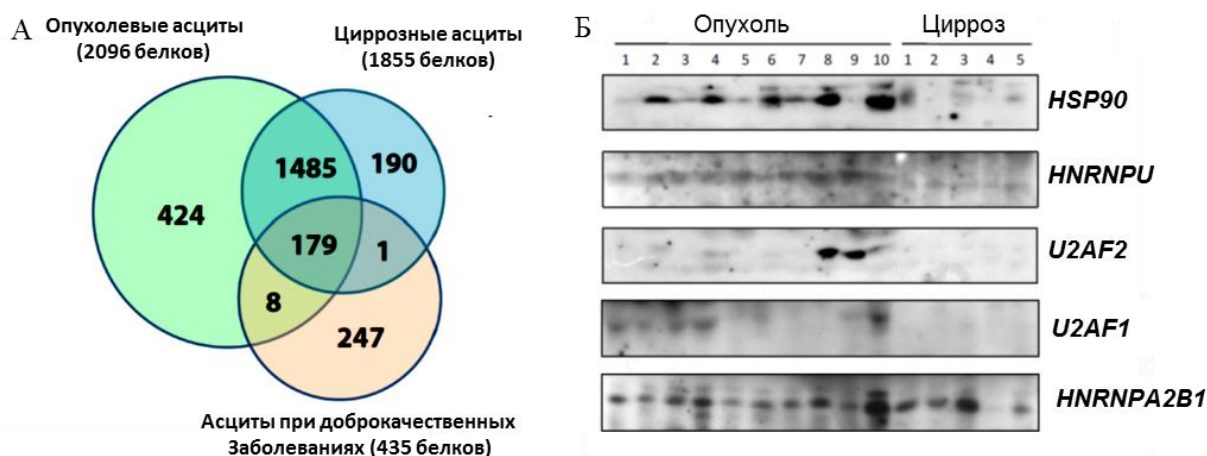 А
Опухолевые асциты
(2096 белков)
Циррозные асциты
(1855 белков)
424
1485
190
179
1
8
247
Асциты при доброкачественных
Заболеваниях (435 белков)
Б
Опухоль
Цирроз
1 2 3 4 5 6 7 8 9 10 1 2 3 4 5
HSP90
HNRNPU
U2AF2
U2AF1
HNRNPA2B1